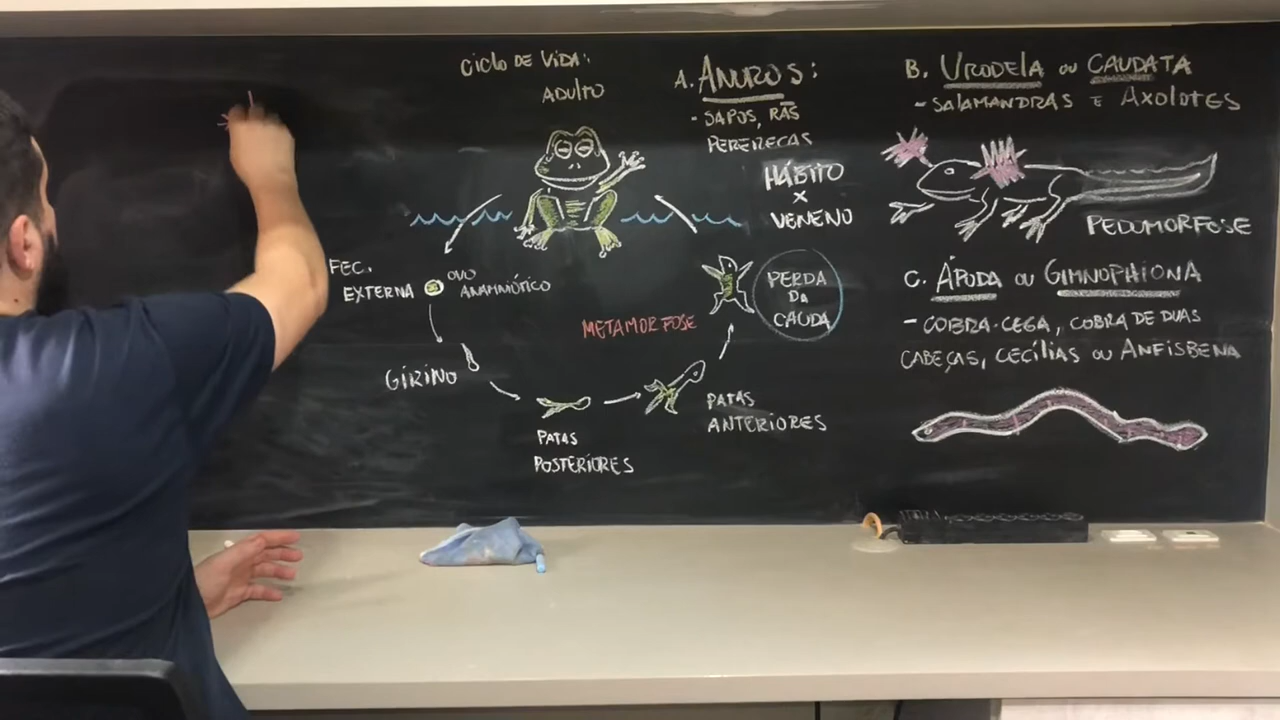 CICLO DE VIDA:
ADULTO
FEC.
EXTERNA
OVO
ANAMNIÓTICO
GIRINO
PATAS
POSTERIORES
PATAS
ANTERIORES
METAMORFOSE
PERDA
DA
CAUDA
A. ANUROS:
- SAPOS, RÃS
PERERECAS
HÁBITO
X
VENENO
B. URODELA OU CAUDATA
- SALAMANDRAS E AXOLOTES
PEDOMORFOSE
C. ÁPODA OU GIMNOPHIONA
- COBRA-CEGA, COBRA DE DUAS
CABEÇAS, CECÍLIAS OU ANFISBENA